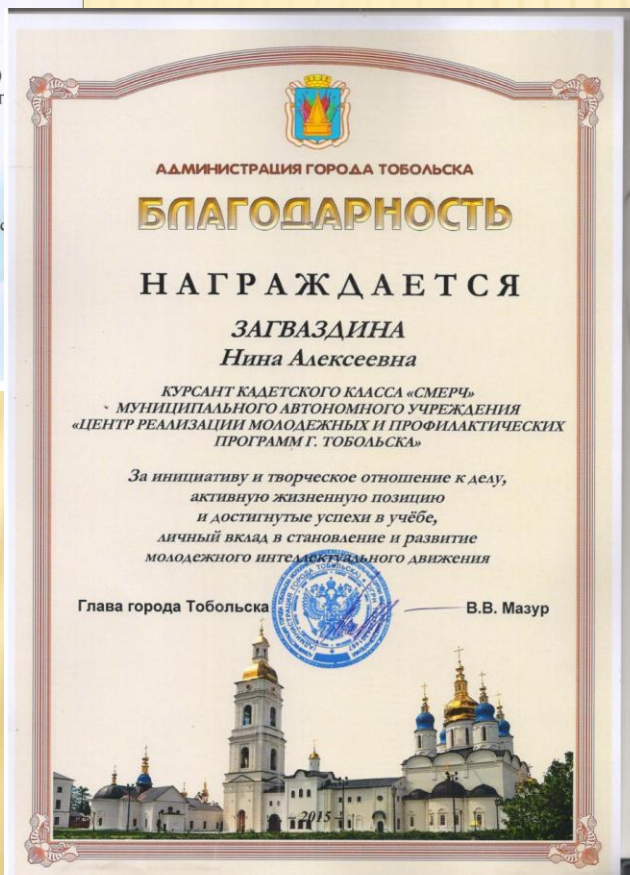 АДМИНИСТРАЦИЯ ГОРОДА ТОБОЛЬСКА
БЛАГОДАРНОСТЬ
НАГРАЖДАЕТСЯ
ЗАГВАЗДИНА
Нина Алексеевна
КУРСАНТ КАДЕТСКОГО КЛАССА «СМЕРЧ»
МУНИЦИПАЛЬНОГО АВТОНОМНОГО УЧРЕЖДЕНИЯ
«ЦЕНТР РЕАЛИЗАЦИИ МОЛОДЕЖНЫХ И ПРОФИЛАКТИЧЕСКИХ
ПРОГРАММ Г. ТОБОЛЬСКА»
За инициативу и творческое отношение к делу,
активную жизненную позицию
и достигнутые успехи в учёбе,
личный вклад в становление и развитие
молодежного интеллектуального движения
Глава города Тобольска В.В. Мазур
- 2015 -